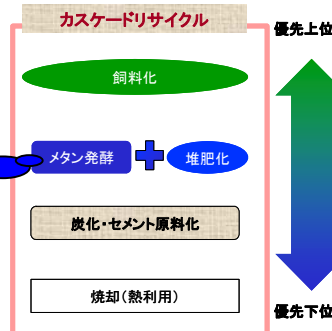 カスケードリサイクル
優先上位
飼料化
メタン発酵
堆肥化
炭化・セメント原料化
焼却(熱利用)
優先下位